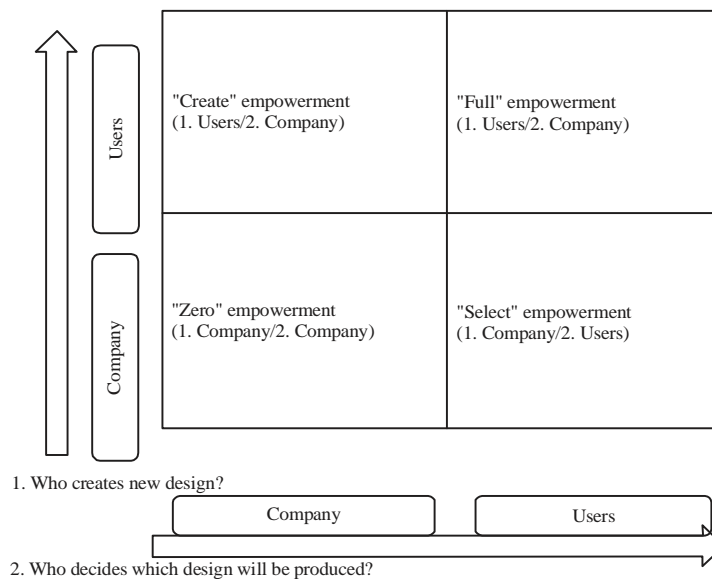 "Create" empowerment
(1. Users/2. Company)
"Full" empowerment
(1. Users/2. Company)
Users
"Zero" empowerment
(1. Company/2. Company)
"Select" empowerment
(1. Company/2. Users)
Company
1. Who creates new design?
Company
Users
2. Who decides which design will be produced?